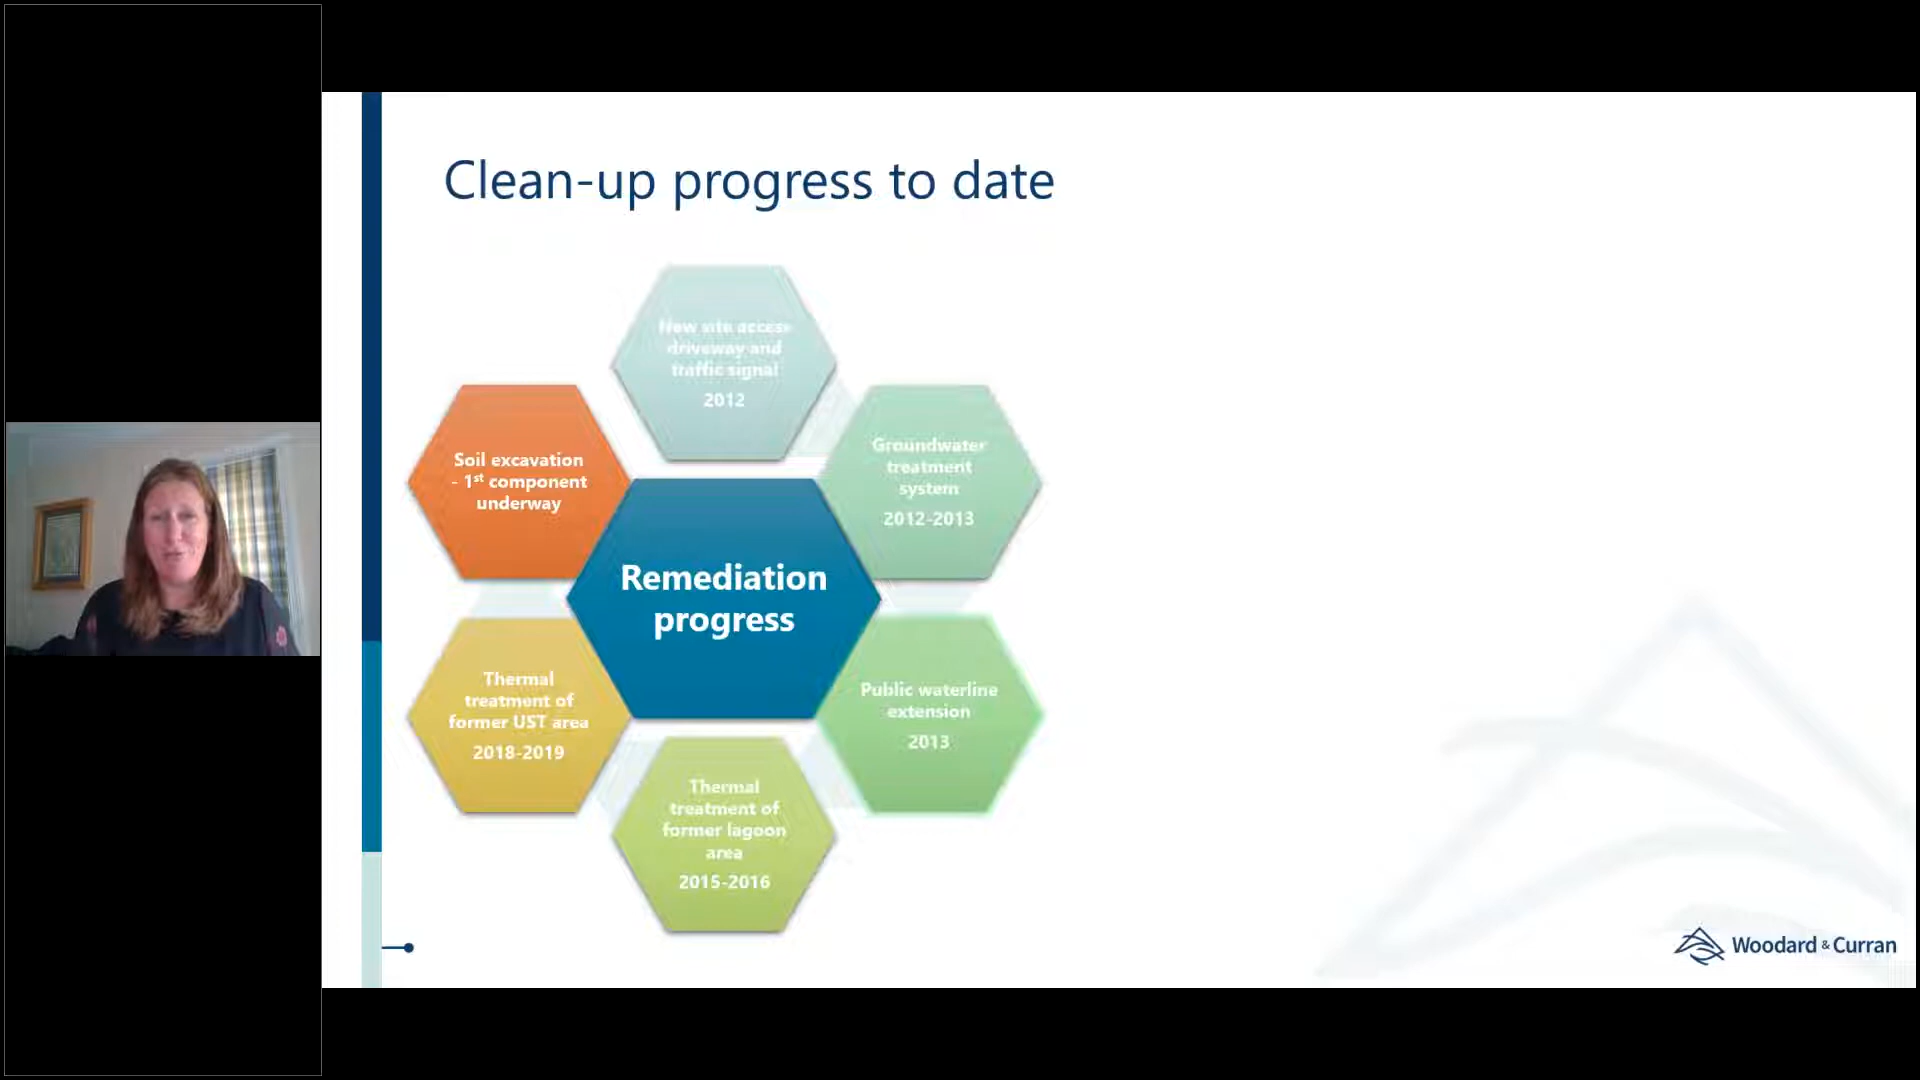 Clean-up progress to date
New site access
driveway and
traffic signal
2012
Groundwater
treatment
system
2012-2013
Public waterline
extension
2013
Thermal
treatment of
former lagoon
area
2015-2016
Thermal
treatment of
former UST area
2018-2019
Soil excavation
- 1st component
underway
Remediation
progress
Woodard & Curran